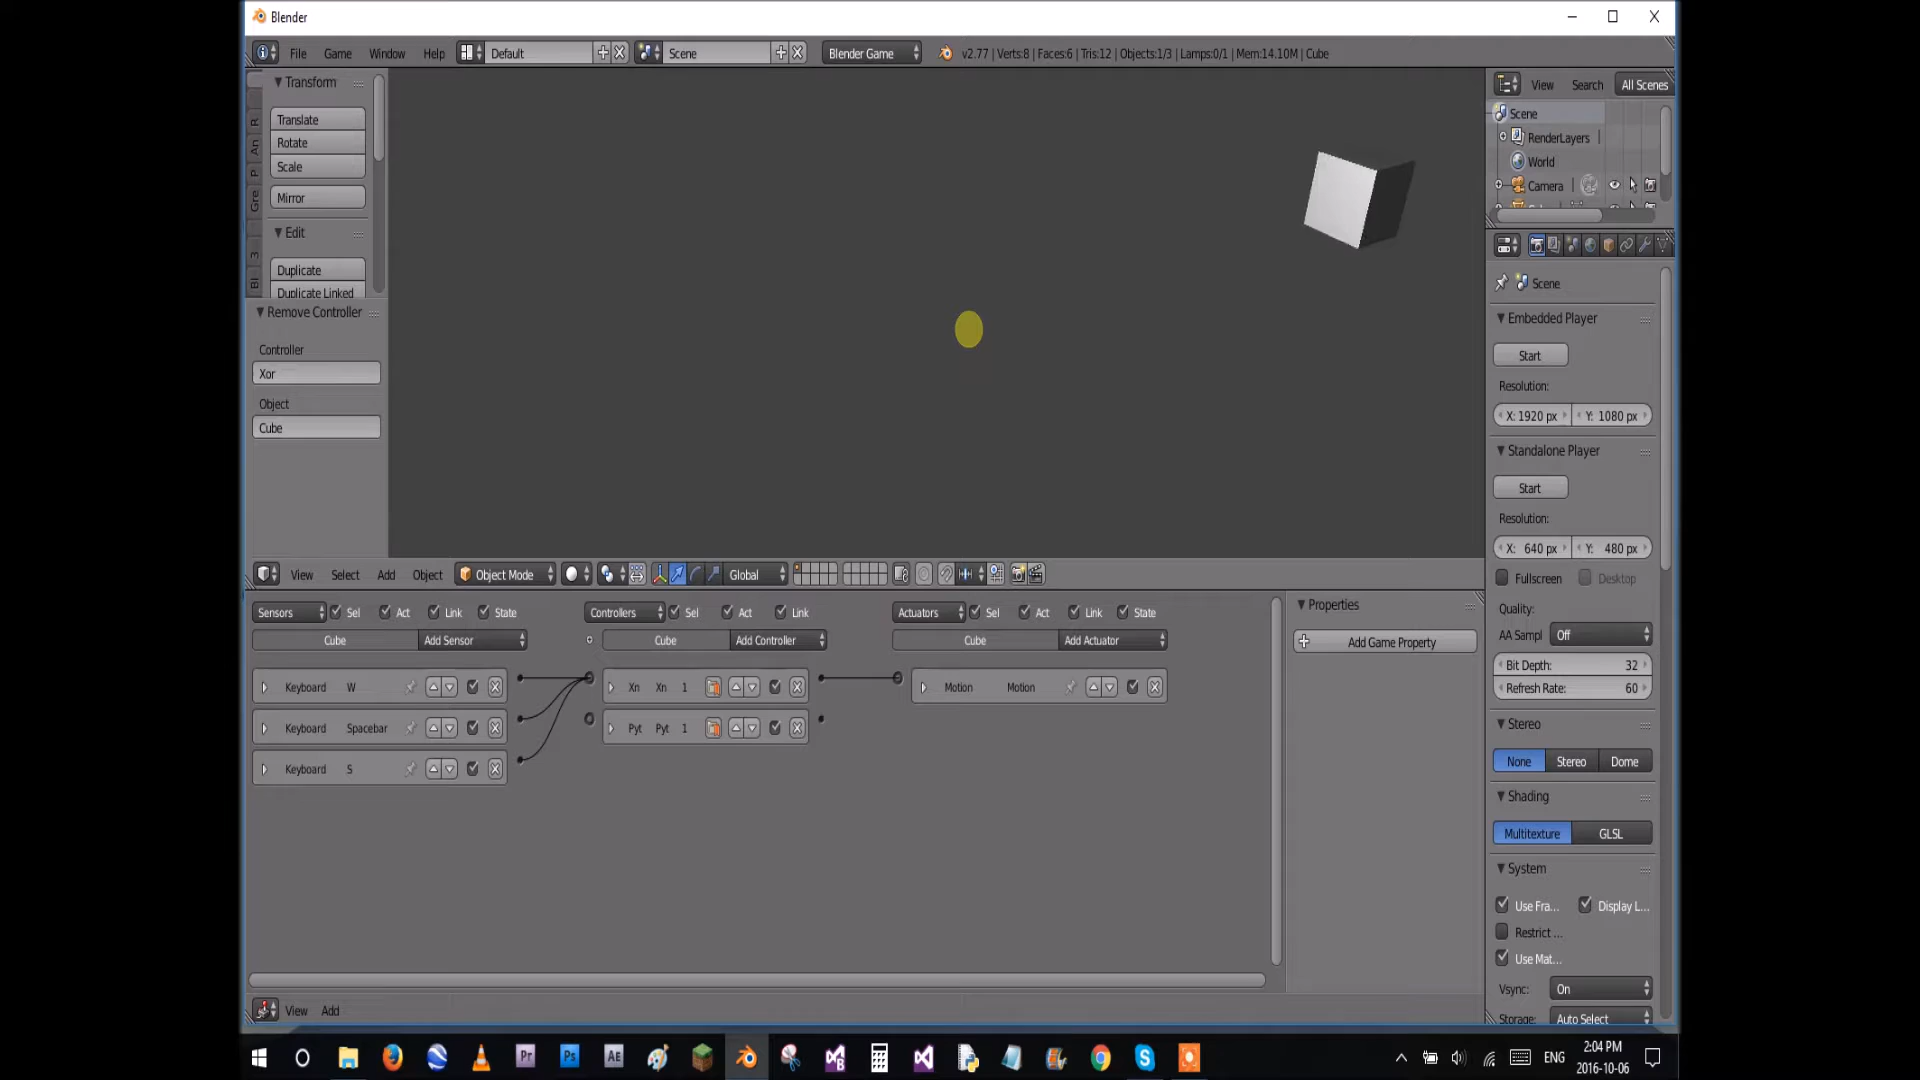 Blender
File Game Window Help Default Scene Blender Game v2.77 | Verts:8 | Faces:6 | Tris:12 | Objects:1/3 | Lamps:0/1 | Mem:14.10M | Cube
Transform
Translate
Rotate
Scale
Mirror
Edit
Duplicate
Duplicate Linked
R
An
P
Gre
3
Bl
Remove Controller
Controller
Xor
Object
Cube
View Search All Scenes
Scene
RenderLayers
World
Camera
Scene
Embedded Player
Start
Resolution:
X: 1920 px Y: 1080 px
Standalone Player
Start
Resolution:
X: 640 px Y: 480 px
Fullscreen Desktop
Quality:
AA Sampl Off
Bit Depth: 32
Refresh Rate: 60
Stereo
None Stereo Dome
Shading
Multitexture GLSL
System
Use Fra... Display L...
Restrict ...
Use Mat...
Vsync: On
Storage: Auto Select
View Select Add Object Object Mode Global
Sensors Sel Act Link State Controllers Sel Act Link Actuators Sel Act Link State
Cube Add Sensor Cube Add Controller Cube Add Actuator
Keyboard W Xn Xn 1 Motion Motion
Keyboard Spacebar Pyt Pyt 1
Keyboard S
Properties
Add Game Property
View Add
Pr Ps AE ENG 2:04 PM
2016-10-06